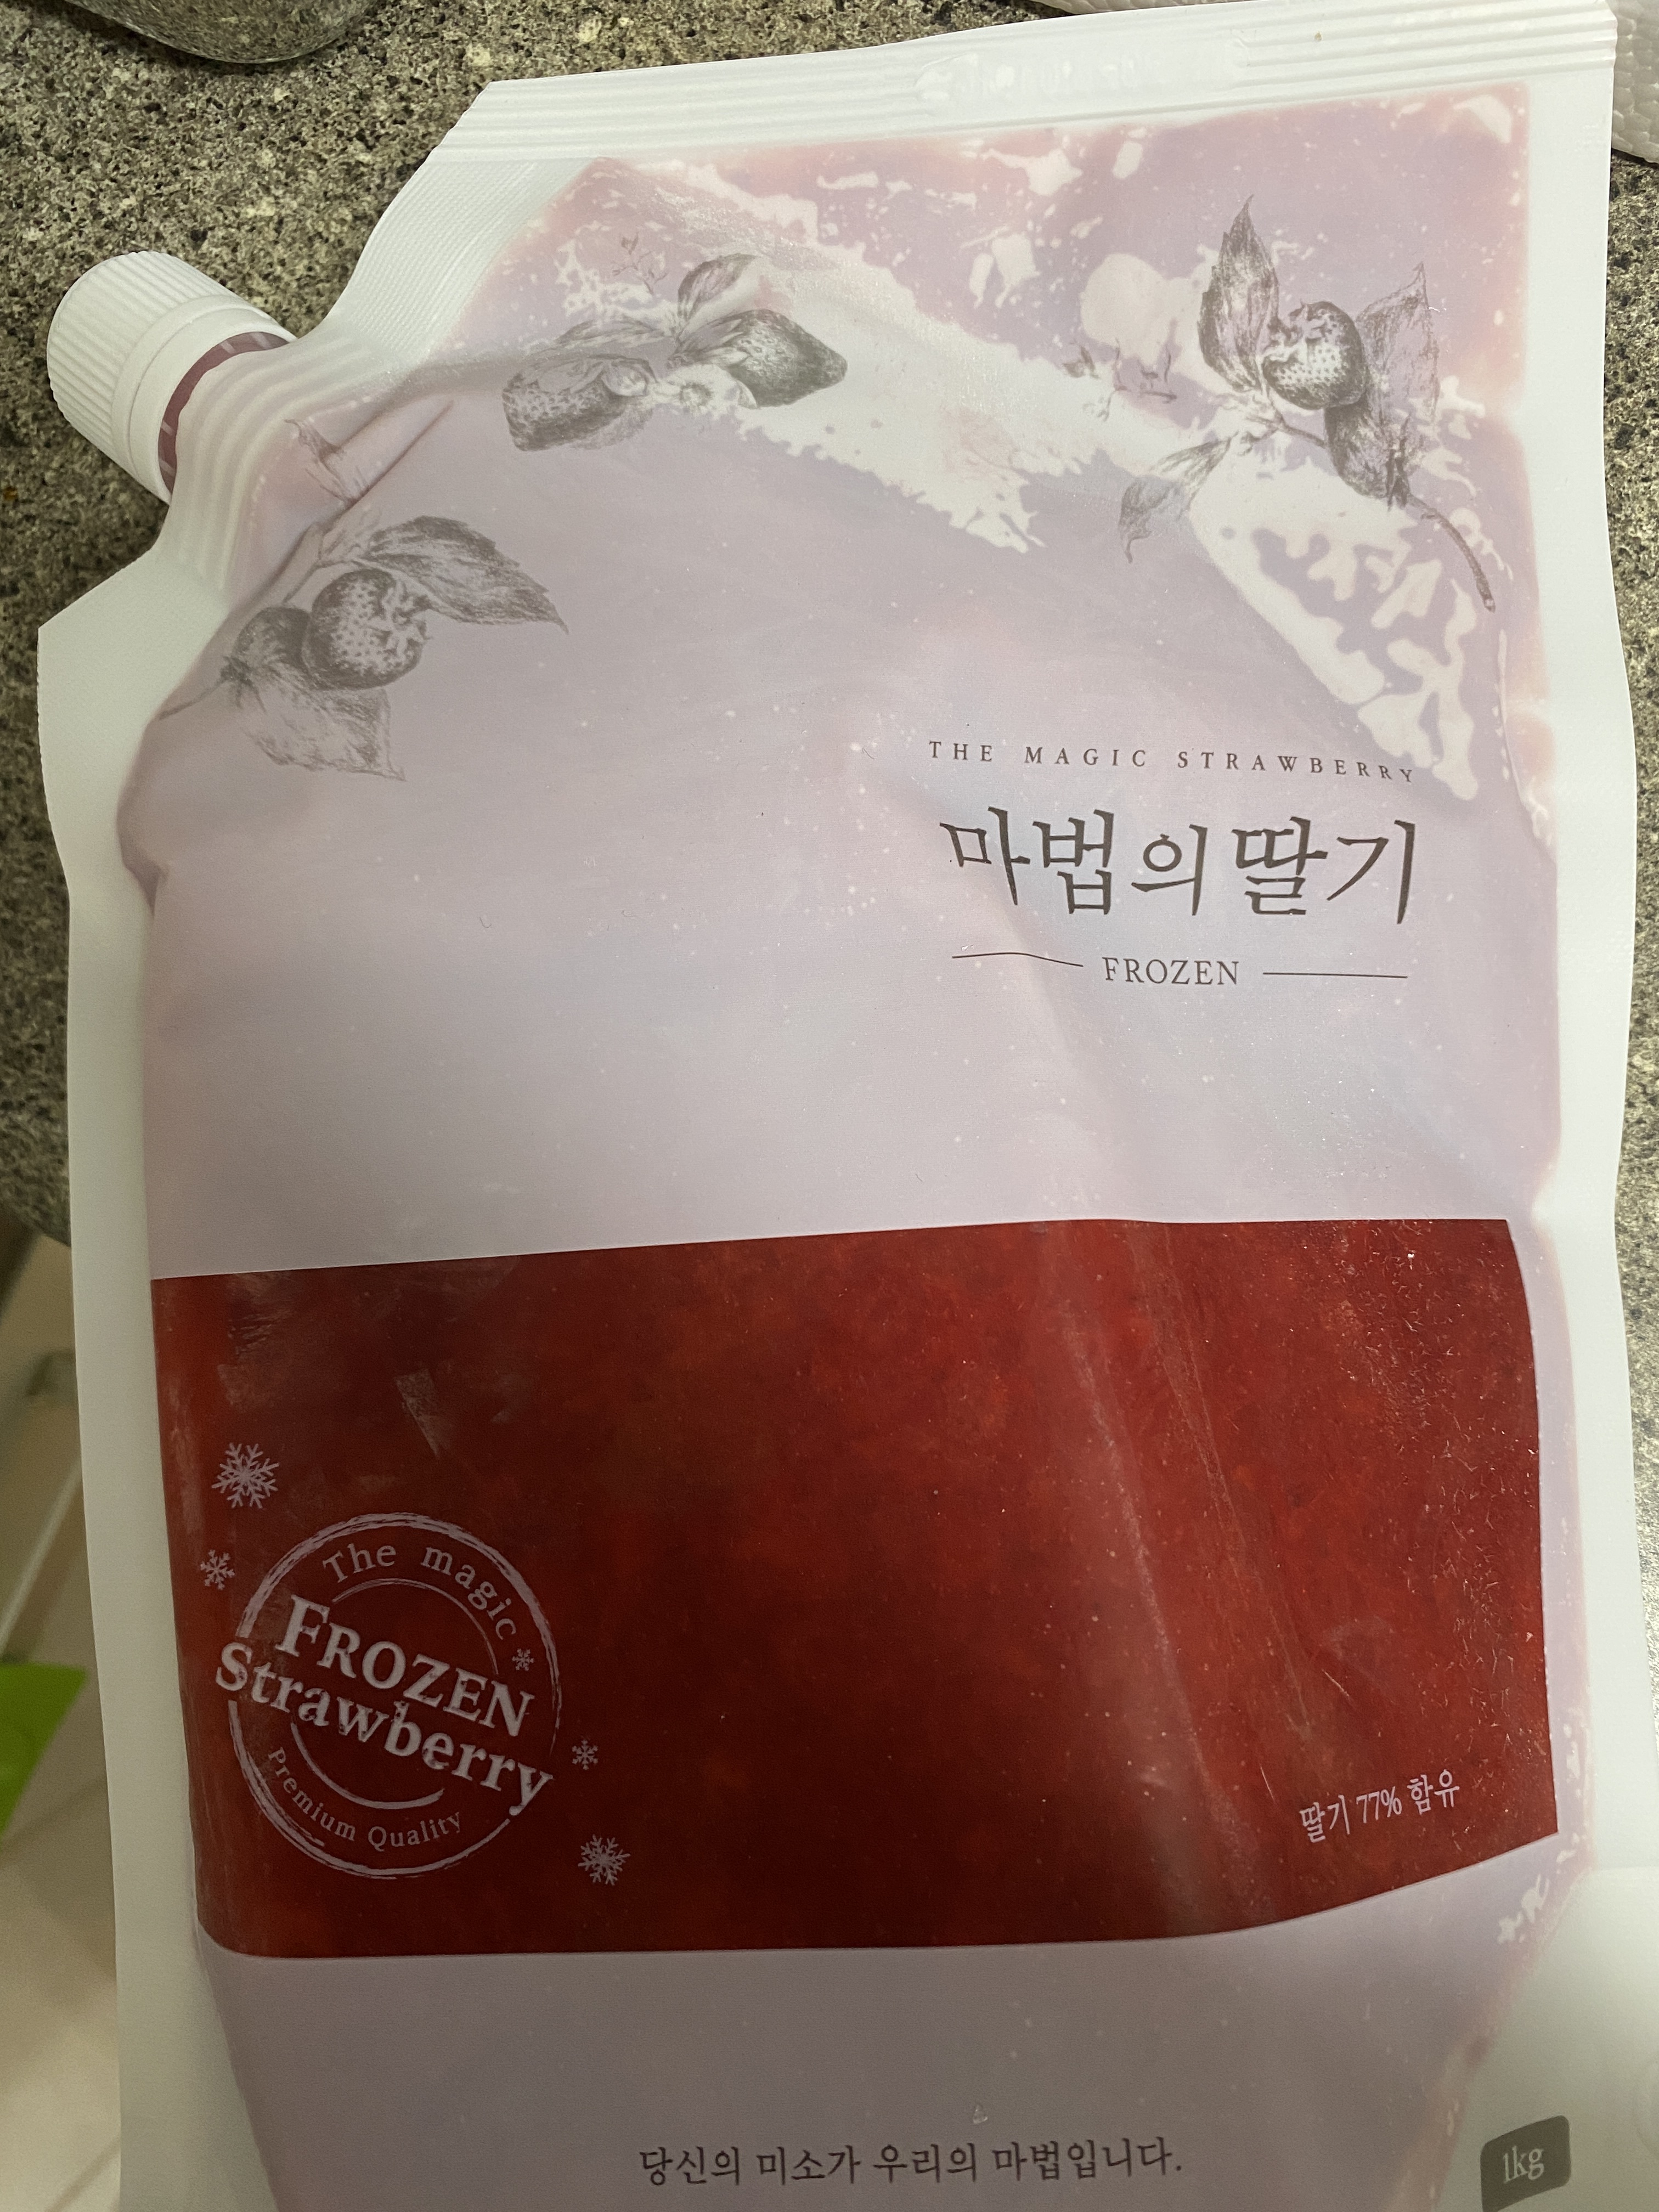 THE MAGIC STRAWBERRY
마법의 딸기
FROZEN
The magic
FROZEN
Strawberry
Premium Quality
딸기 77% 함유
당신의 미소가 우리의 마법입니다.
1kg